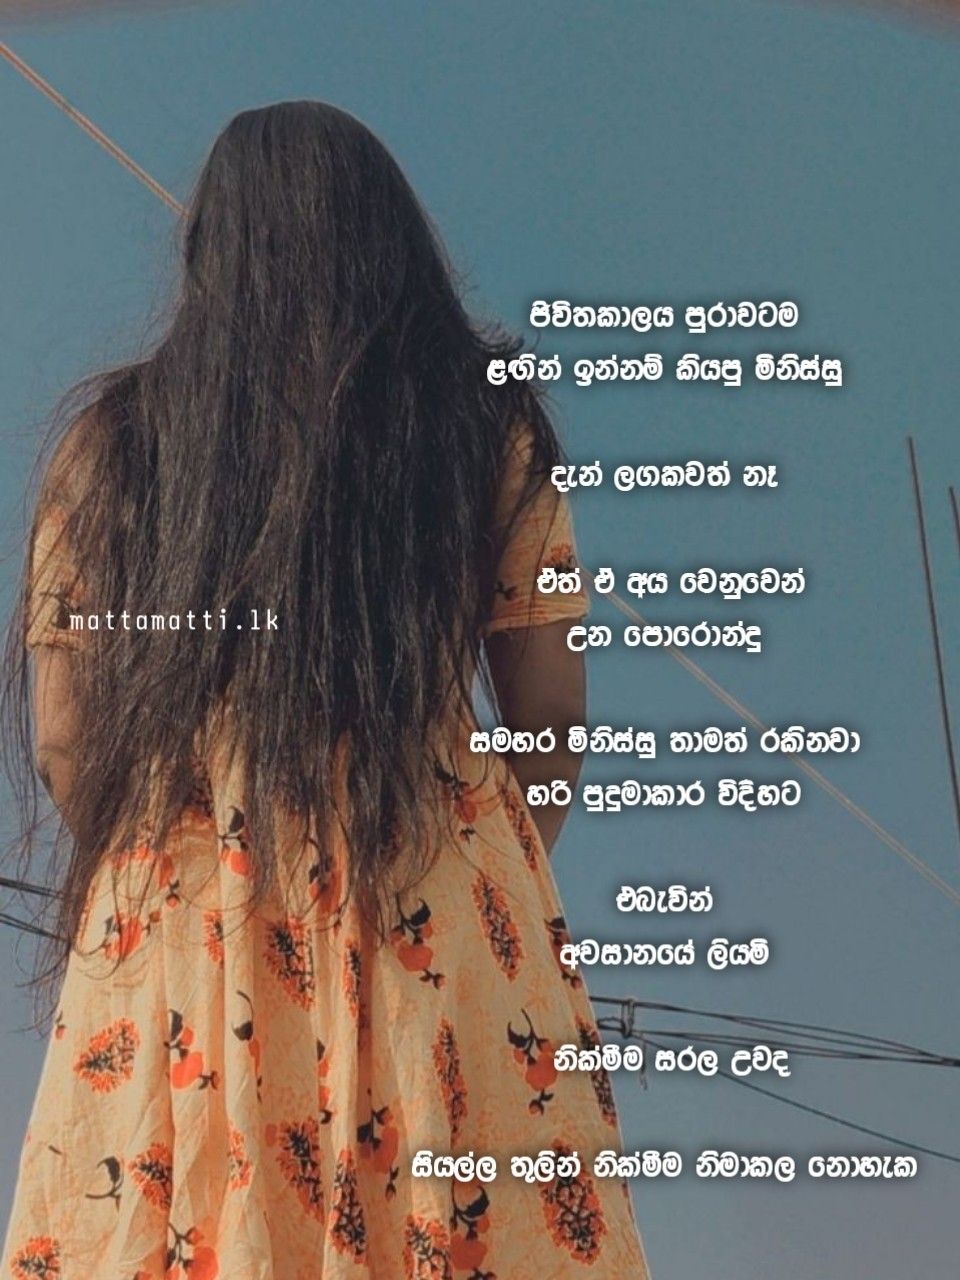 ජිවිතකාලය පුරාවටම
ළඟින් ඉන්නම් කියපු මිනිස්සු
දැන් ලගකවත් නෑ
ඒත් ඒ අය වෙනුවෙන්
උන පොරොන්දු
mattamatti.lk
සමහර මිනිස්සු තාමත් රකිනවා
හරි පුදුමාකාර විදිහට
එබැවින්
අවසානයේ ලියමි
නික්මීම සරල උවද
සියල්ල තුලින් නික්මීම නිමාකල නොහැක